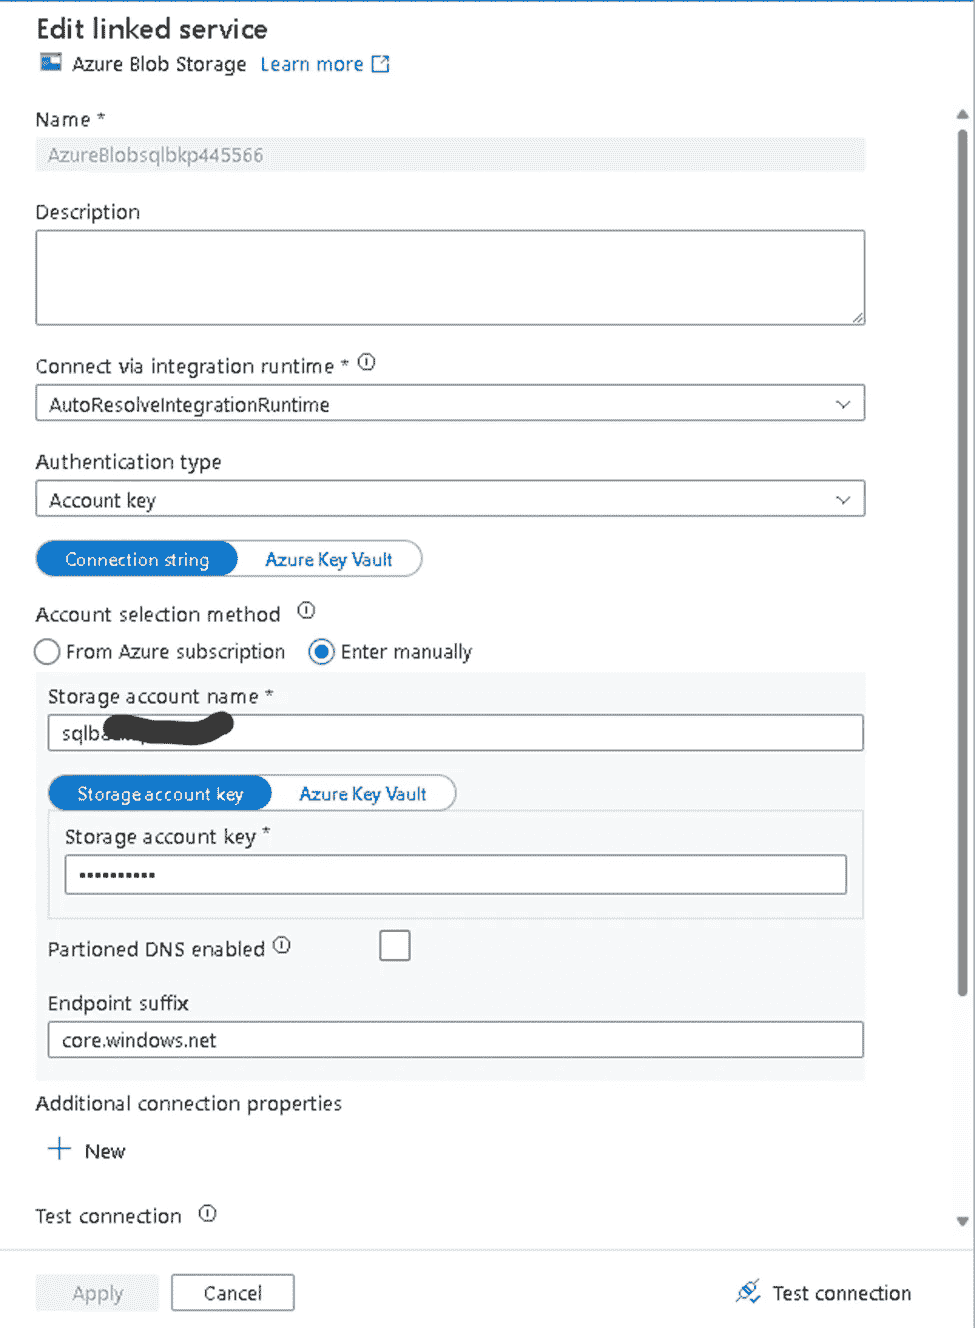 Edit linked service
Azure Blob Storage Learn more
Name *
AzureBlobsqlbkp445566
Description
Connect via integration runtime *
AutoResolveIntegrationRuntime
Authentication type
Account key
Connection string Azure Key Vault
Account selection method
From Azure subscription Enter manually
Storage account name *
Storage account key Azure Key Vault
Storage account key *
••••••••••
Partioned DNS enabled
Endpoint suffix
core.windows.net
Additional connection properties
New
Test connection
Apply Cancel Test connection